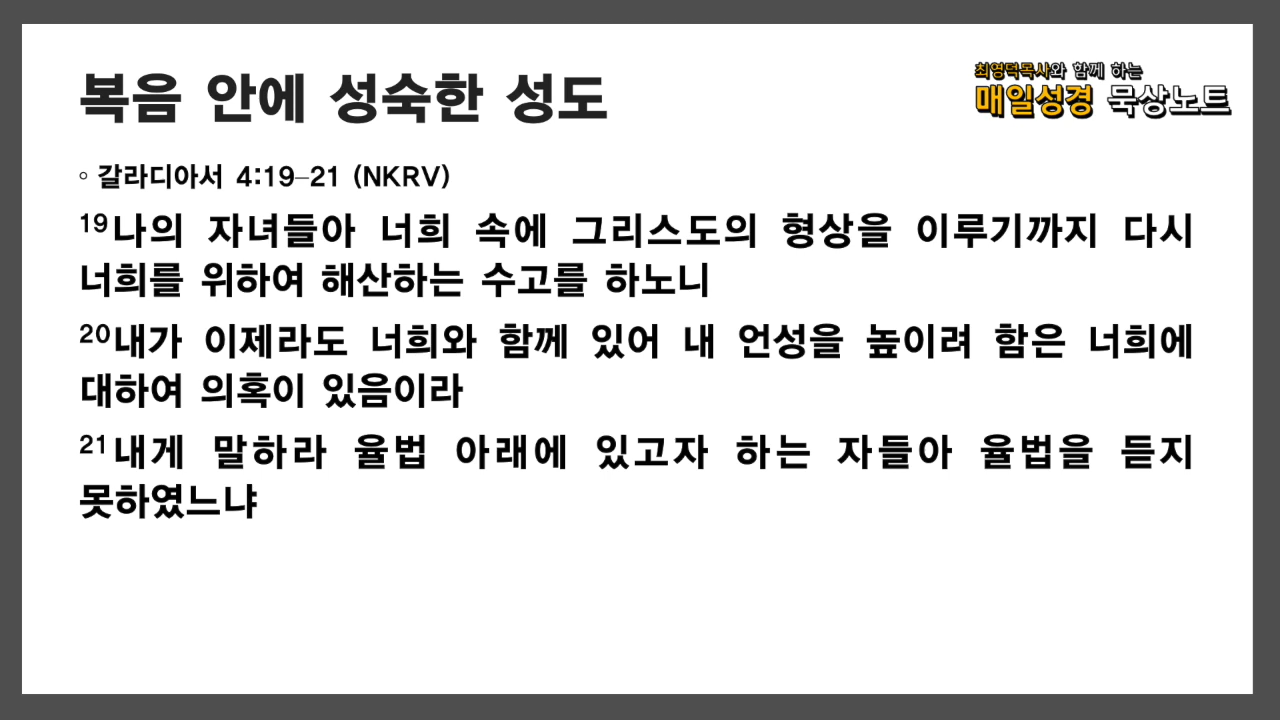 복음 안에 성숙한 성도
최영덕목사와 함께 하는
매일성경 묵상노트
◦ 갈라디아서 4:19–21 (NKRV)
19나의 자녀들아 너희 속에 그리스도의 형상을 이루기까지 다시
너희를 위하여 해산하는 수고를 하노니
20내가 이제라도 너희와 함께 있어 내 언성을 높이려 함은 너희에
대하여 의혹이 있음이라
21내게 말하라 율법 아래에 있고자 하는 자들아 율법을 듣지
못하였느냐